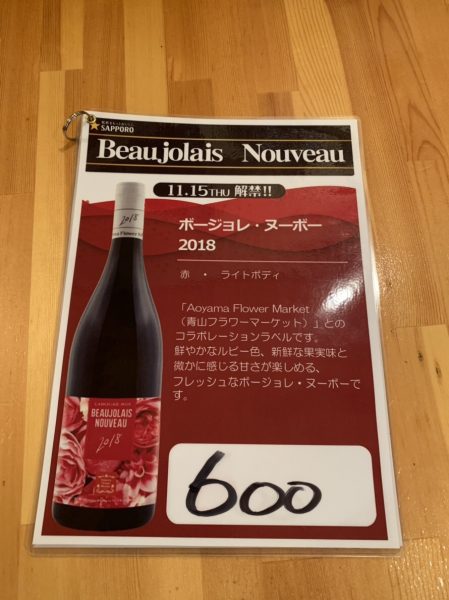 SAPPORO
Beaujolais Nouveau
11.15THU 解禁!!
ボージョレ・ヌーボー
2018
赤 ・ ライトボディ
「Aoyama Flower Market
（青山フラワーマーケット）」との
コラボレーションラベルです。
鮮やかなルビー色、新鮮な果実味と
微かに感じる甘さが楽しめる、
フレッシュなボージョレ・ヌーボーで
す。
2018
Aoyama Flower M
BEAUJOLAIS
NOUVEAU
2018
600